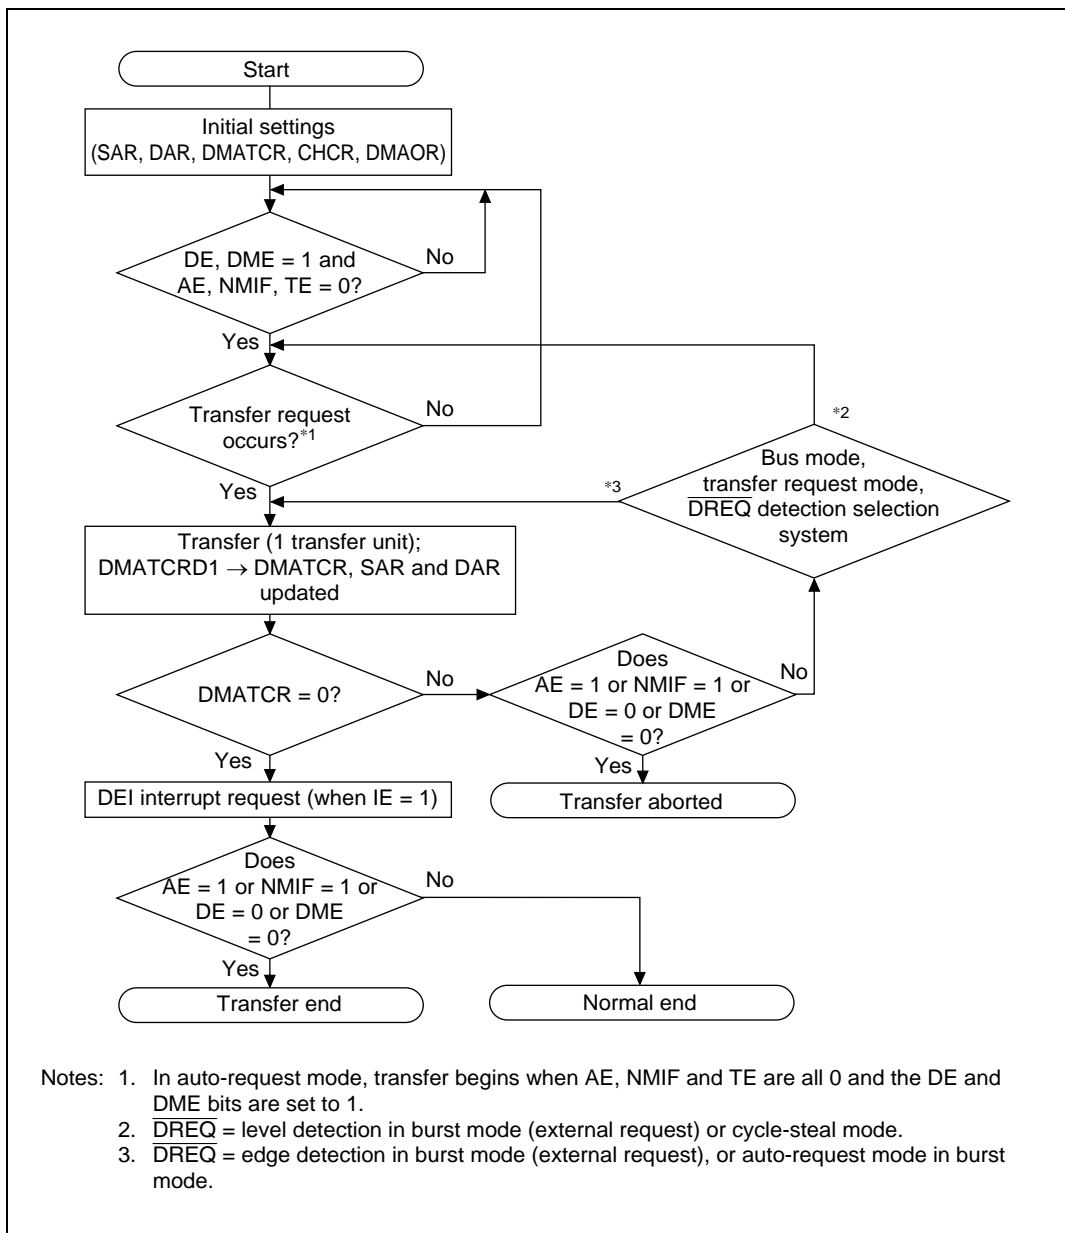 Start
Initial settings
(SAR, DAR, DMATCR, CHCR, DMAOR)
DE, DME = 1 and
AE, NMIF, TE = 0?
No
Yes
Transfer request
occurs?*1
No
Yes
*2
Bus mode,
transfer request mode,
DREQ detection selection
system
*3
Transfer (1 transfer unit);
DMATCRD1 → DMATCR, SAR and DAR
updated
DMATCR = 0?
No
Yes
Does
AE = 1 or NMIF = 1 or
DE = 0 or DME
= 0?
No
Yes
DEI interrupt request (when IE = 1)
Transfer aborted
Does
AE = 1 or NMIF = 1 or
DE = 0 or DME
= 0?
No
Yes
Transfer end
Normal end
Notes: 1. In auto-request mode, transfer begins when AE, NMIF and TE are all 0 and the DE and
DME bits are set to 1.
2. DREQ = level detection in burst mode (external request) or cycle-steal mode.
3. DREQ = edge detection in burst mode (external request), or auto-request mode in burst
mode.